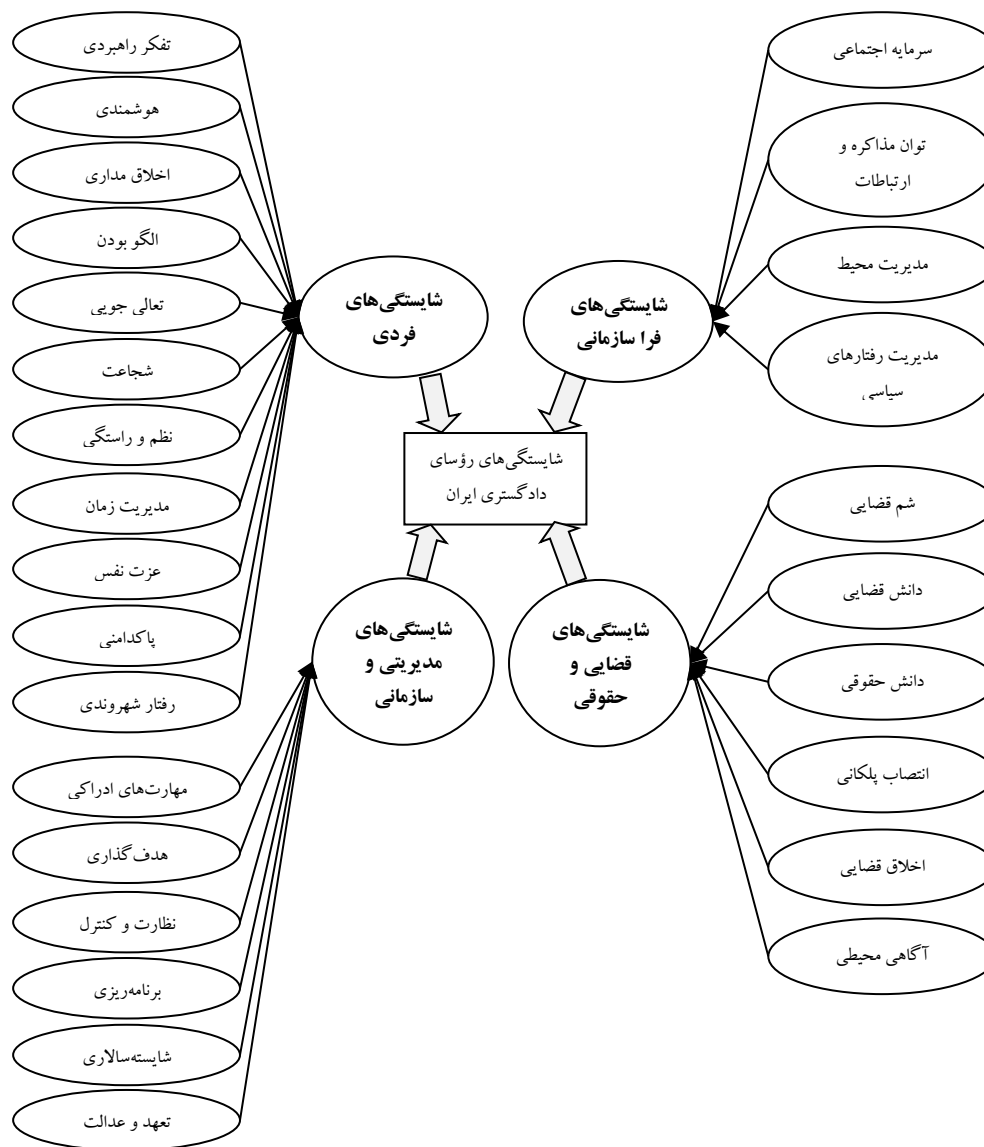 سرمایه اجتماعی
توان مذاکره و
ارتباطات
مدیریت محیط
مدیریت رفتارهای
سیاسی
شایستگی‌های
فرا سازمانی
شم قضایی
دانش قضایی
دانش حقوقی
انتصاب پلکانی
اخلاق قضایی
آگاهی محیطی
شایستگی‌های
قضایی و
حقوقی
شایستگی‌های رؤسای
دادگستری ایران
شایستگی‌های
فردی
تفکر راهبردی
هوشمندی
اخلاق مداری
الگو بودن
تعالی جویی
شجاعت
نظم و راستگی
مدیریت زمان
عزت نفس
پاکدامنی
رفتار شهروندی
شایستگی‌های
مدیریتی و
سازمانی
مهارت‌های ادراکی
هدف‌گذاری
نظارت و کنترل
برنامه‌ریزی
شایسته‌سالاری
تعهد و عدالت